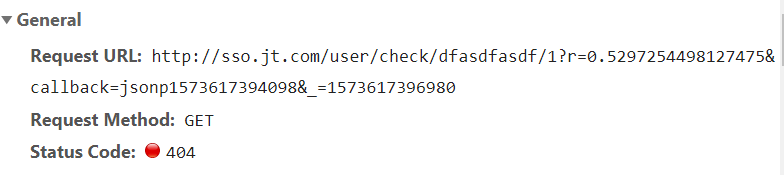 General
Request URL: http://sso.jt.com/user/check/dfasdfasdf/1?r=0.5297254498127475&
callback=jsonp1573617394098&_=1573617396980
Request Method: GET
Status Code: 404